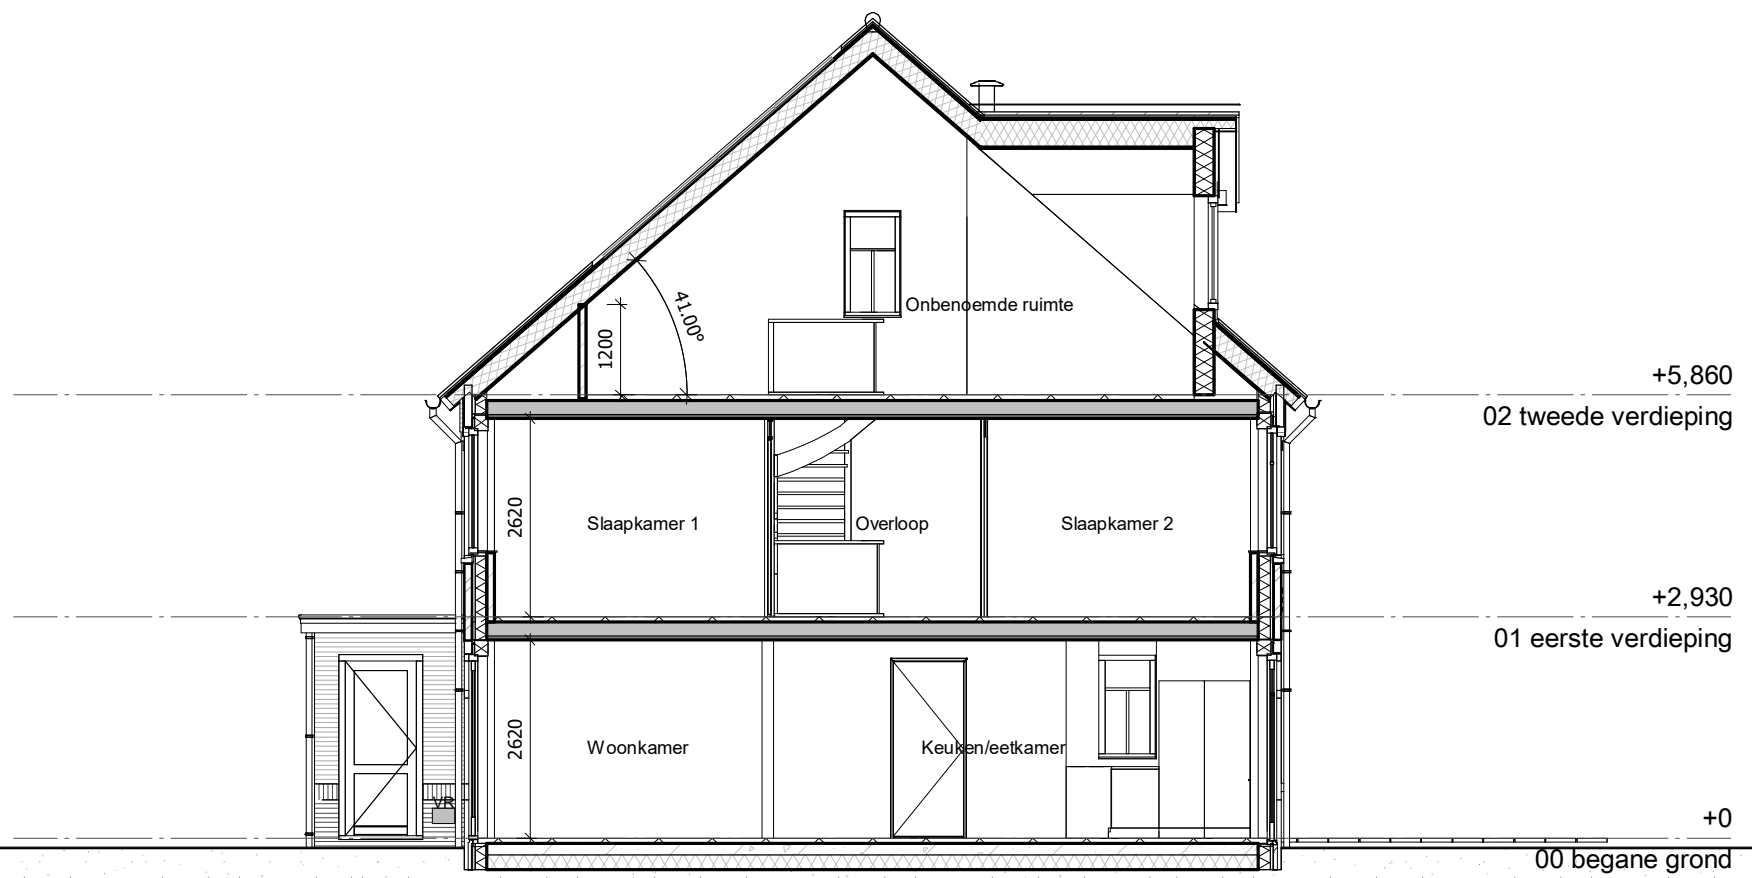 41.00°
Onbenoemde ruimte
1200
+5,860
02 tweede verdieping
2620
Slaapkamer 1
Overloop
Slaapkamer 2
+2,930
01 eerste verdieping
2620
Woonkamer
Keuken/eetkamer
VR
+0
00 begane grond